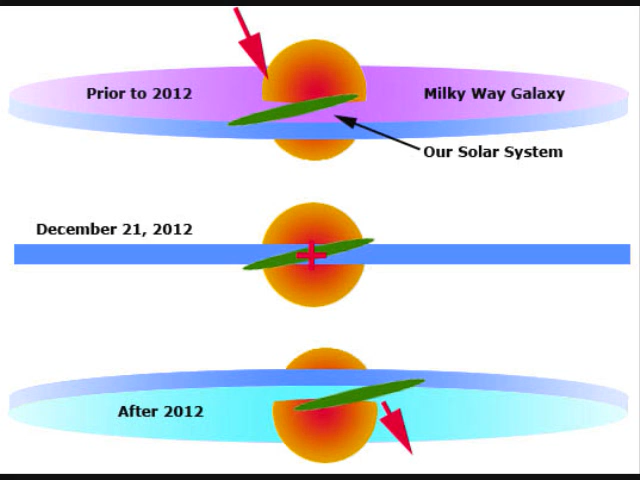 Prior to 2012
Milky Way Galaxy
Our Solar System
December 21, 2012
After 2012